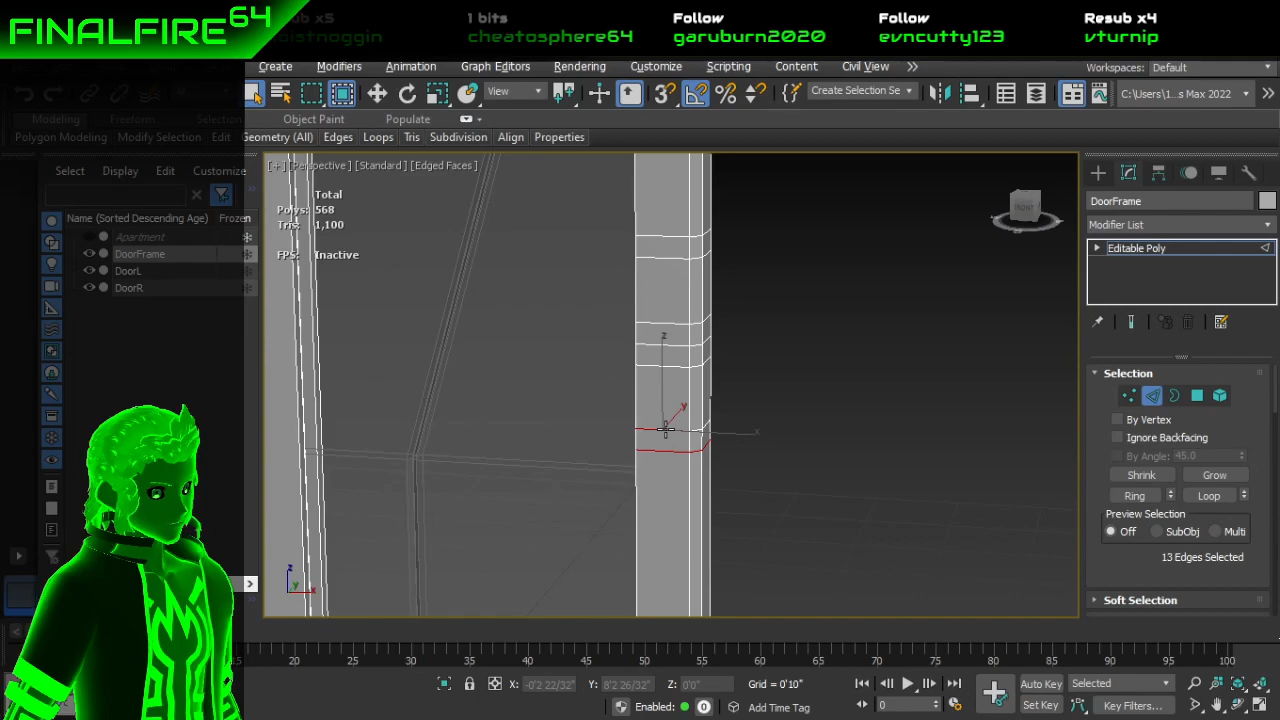 FINALFIRE64
Resub x5
1 bits
cheatosphere64
Follow
garuburn2020
Follow
evncutty123
Resub x4
vturnip
Create Modifiers Animation Graph Editors Rendering Customize Scripting Content Civil View
Workspaces: Default
View
Create Selection Se
C:\Users\1...s Max 2022
Modeling Freeform Selection Object Paint Populate
Polygon Modeling Modify Selection Edit Geometry (All) Edges Loops Tris Subdivision Align Properties
Select Display Edit Customize
Name (Sorted Descending Age) Frozen
Apartment
DoorFrame
DoorL
DoorR
[+] [Perspective] [Standard] [Edged Faces]
Total
Polys: 568
Tris: 1,100
FPS: Inactive
FRONT
z
y
x
z
y
x
DoorFrame
Modifier List
Editable Poly
Selection
By Vertex
Ignore Backfacing
By Angle: 45.0
Shrink Grow
Ring Loop
Preview Selection
Off SubObj Multi
13 Edges Selected
Soft Selection
15 20 25 30 35 40 45 50 55 60 65 70 75 80 85 90 95 100
X: -0'2 22/32" Y: 8'2 26/32" Z: 0'0" Grid = 0'10"
Enabled: 0 Add Time Tag
Auto Key Selected
Set Key Key Filters...
0